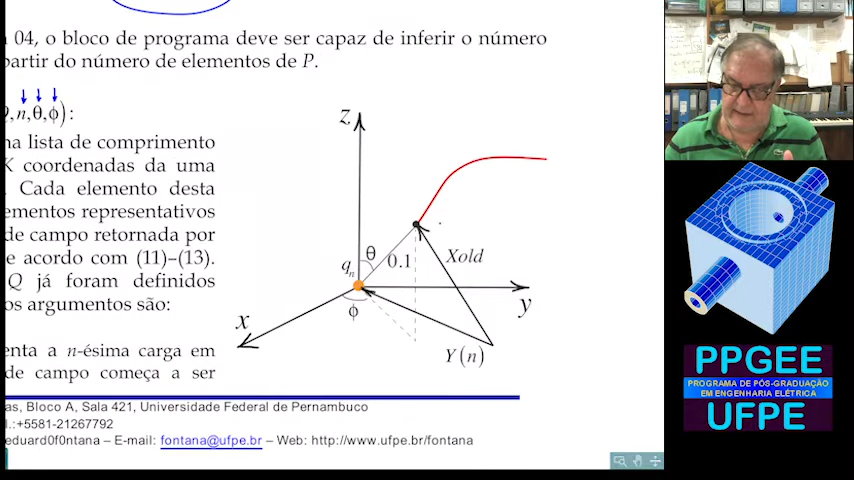 04, o bloco de programa deve ser capaz de inferir o número
partir do número de elementos de P.
,n,θ,ϕ):
lista de comprimento
K coordenadas da uma
Cada elemento desta
representativos
de campo retornada por
de acordo com (11)–(13).
Q já foram definidos
os argumentos são:
a n-ésima carga em
de campo começa a ser
z
θ
0.1
Xold
qn
y
x
ϕ
Y(n)
Bloco A, Sala 421, Universidade Federal de Pernambuco
.:+5581-21267792
eduard0f0ntana – E-mail: fontana@ufpe.br – Web: http://www.ufpe.br/fontana
PPGEE
PROGRAMA DE PÓS-GRADUAÇÃO
EM ENGENHARIA ELÉTRICA
UFPE